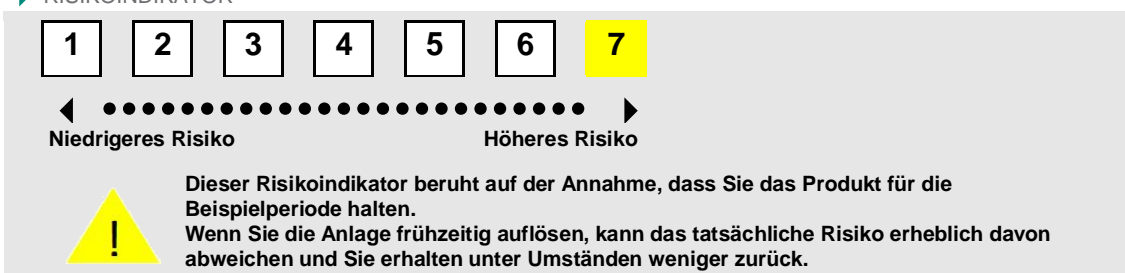 RISIKOINDIKATOR
1 2 3 4 5 6 7
Niedrigeres Risiko Höheres Risiko
Dieser Risikoindikator beruht auf der Annahme, dass Sie das Produkt für die
Beispielperiode halten.
Wenn Sie die Anlage frühzeitig auflösen, kann das tatsächliche Risiko erheblich davon
abweichen und Sie erhalten unter Umständen weniger zurück.
!